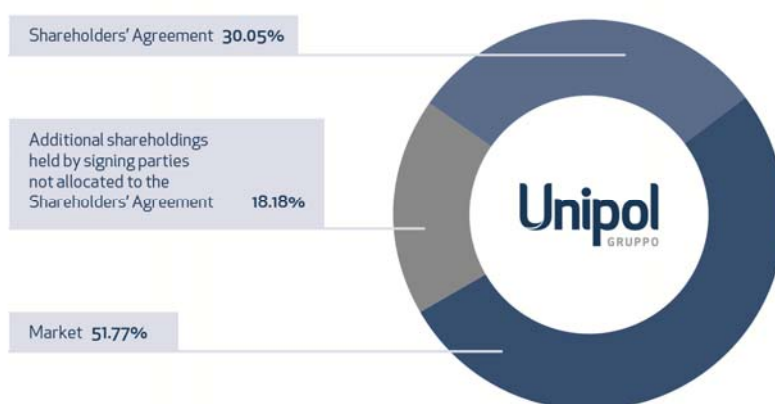 Shareholders' Agreement 30.05%
Additional shareholdings
held by signing parties
not allocated to the
Shareholders' Agreement 18.18%
Market 51.77%
Unipol
GRUPPO